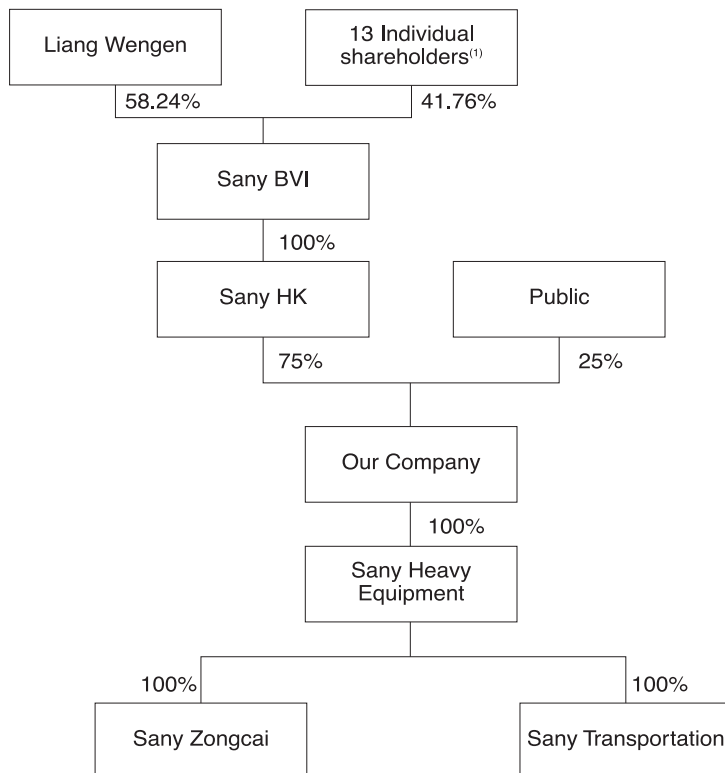 Liang Wengen
13 Individual
shareholders(1)
58.24%
41.76%
Sany BVI
100%
Sany HK
Public
75%
25%
Our Company
100%
Sany Heavy
Equipment
100%
100%
Sany Zongcai
Sany Transportation